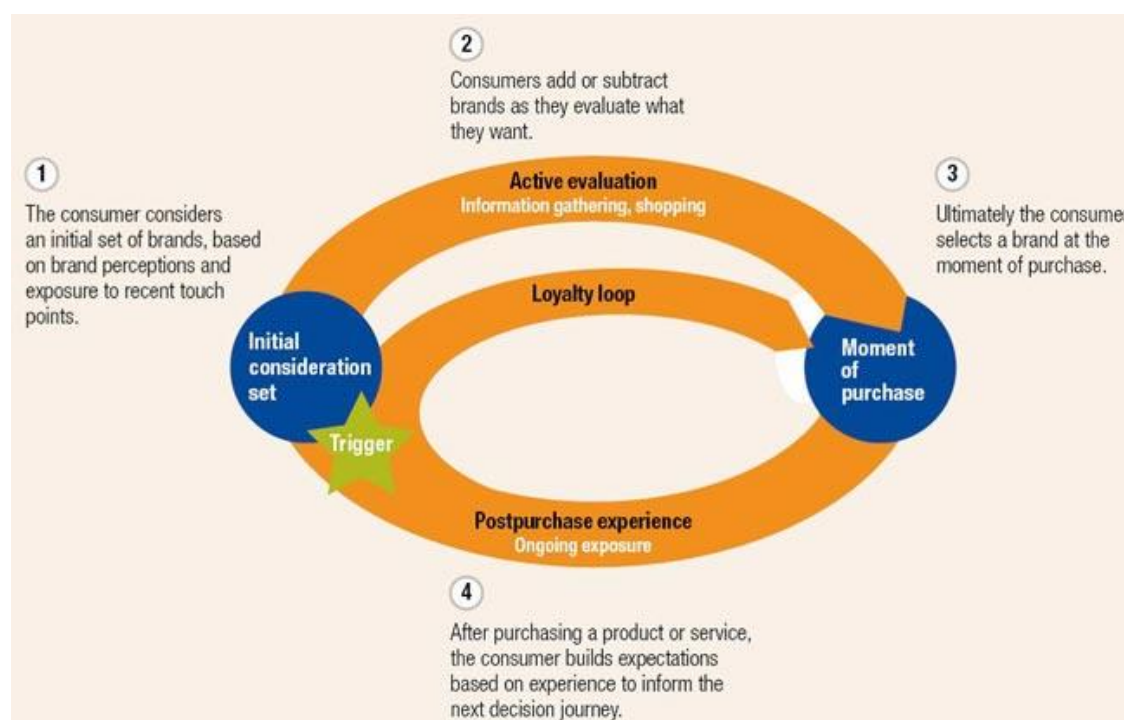 1
The consumer considers
an initial set of brands, based
on brand perceptions and
exposure to recent touch
points.
2
Consumers add or subtract
brands as they evaluate what
they want.
3
Ultimately the consume
selects a brand at the
moment of purchase.
Active evaluation
Information gathering, shopping
Loyalty loop
Initial
consideration
set
Trigger
Moment
of
purchase
Postpurchase experience
Ongoing exposure
4
After purchasing a product or service,
the consumer builds expectations
based on experience to inform the
next decision journey.